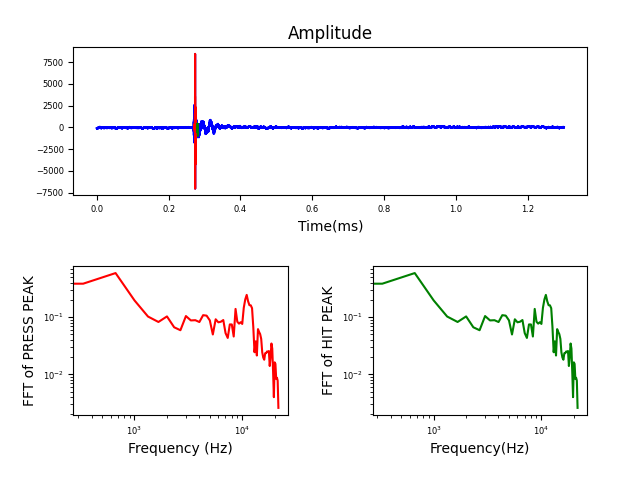 Amplitude
7500
5000
2500
0
−2500
−5000
−7500
0.0 0.2 0.4 0.6 0.8 1.0 1.2
Time(ms)
FFT of PRESS PEAK
10⁻¹
10⁻²
10³ 10⁴
Frequency (Hz)
FFT of HIT PEAK
10⁻¹
10⁻²
10³ 10⁴
Frequency(Hz)